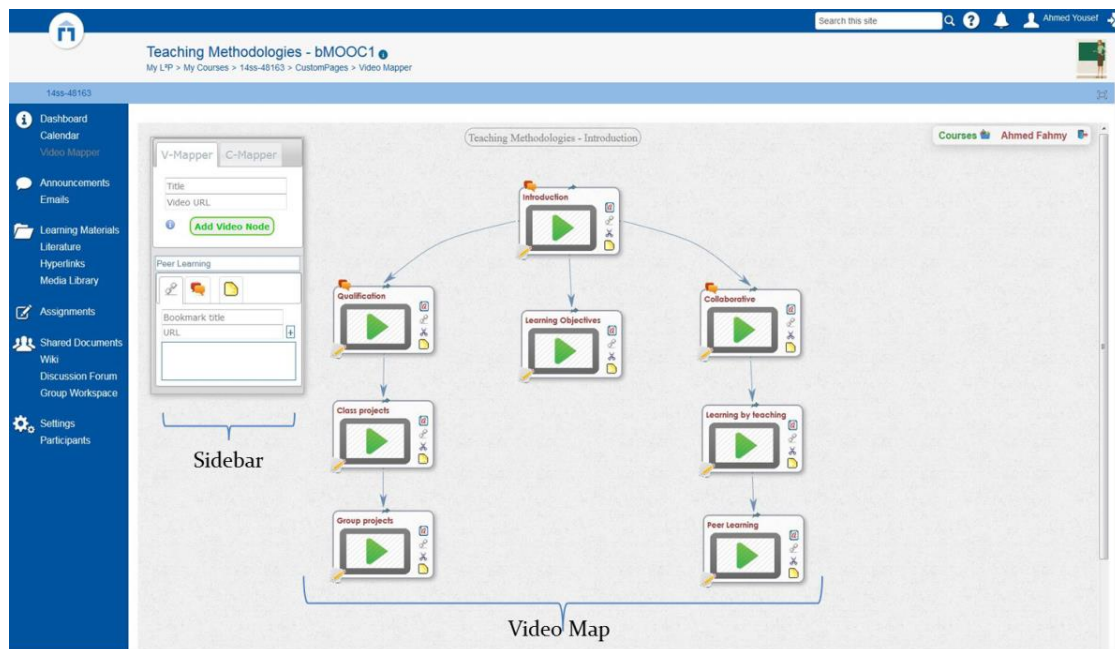 Search this site
Ahmed Yousef
Teaching Methodologies - bMOOC1
My L²P > My Courses > 14ss-48163 > CustomPages > Video Mapper
14ss-48163
Dashboard
Calendar
Video Mapper
Announcements
Emails
Learning Materials
Literature
Hyperlinks
Media Library
Assignments
Shared Documents
Wiki
Discussion Forum
Group Workspace
Settings
Participants
V-Mapper C-Mapper
Title
Video URL
Add Video Node
Peer Learning
Bookmark title
URL
Sidebar
Teaching Methodologies - Introduction
Courses Ahmed Fahmy
Introduction
Qualification
Learning Objectives
Collaborative
Class projects
Learning by teaching
Group projects
Peer Learning
Video Map